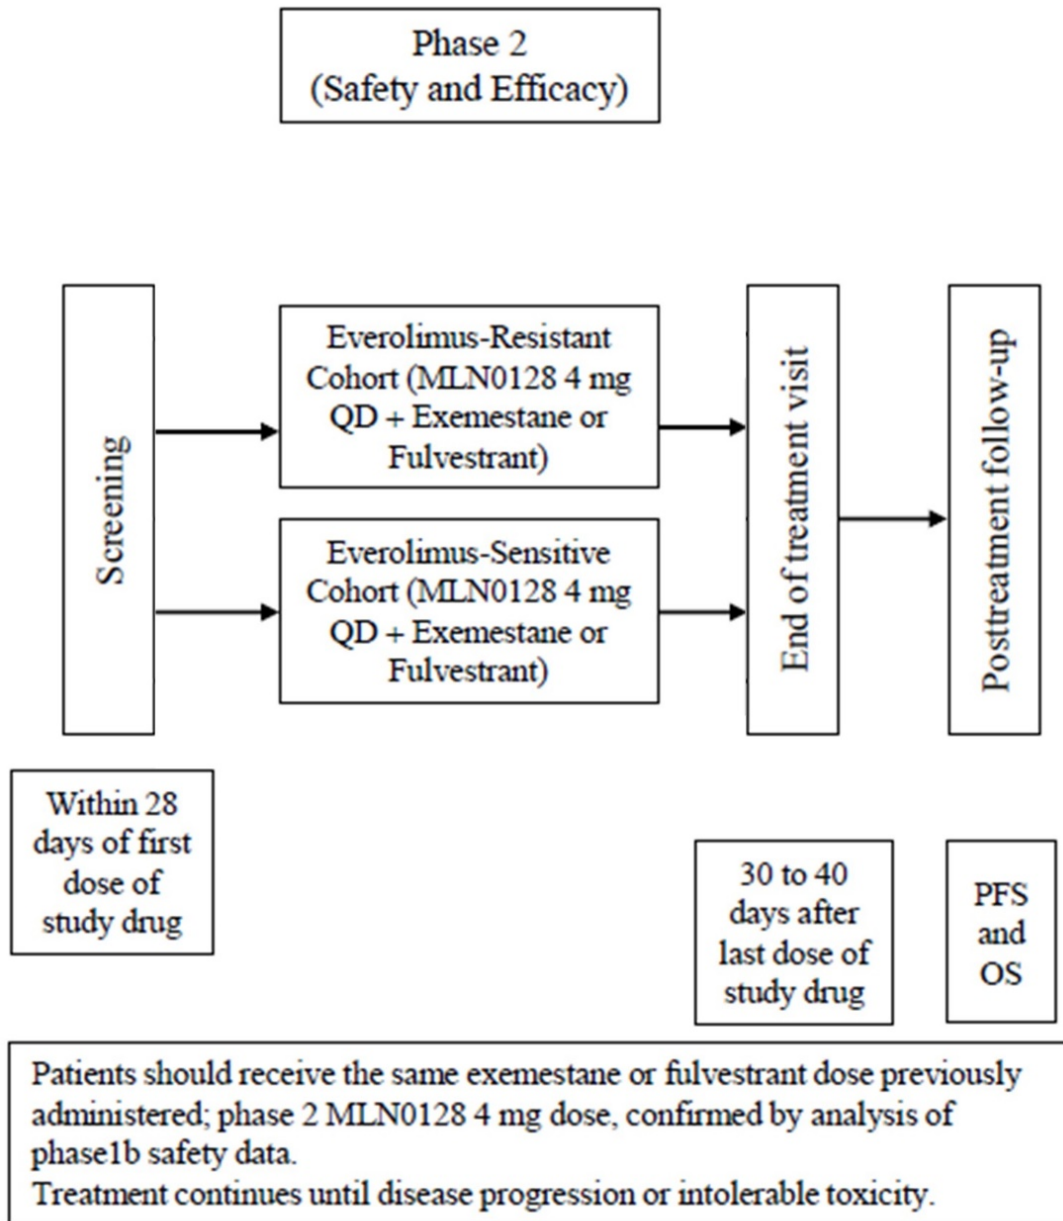 Phase 2
(Safety and Efficacy)
Screening
Everolimus-Resistant
Cohort (MLN0128 4 mg
QD + Exemestane or
Fulvestrant)
Everolimus-Sensitive
Cohort (MLN0128 4 mg
QD + Exemestane or
Fulvestrant)
End of treatment visit
Posttreatment follow-up
Within 28
days of first
dose of
study drug
30 to 40
days after
last dose of
study drug
PFS
and
OS
Patients should receive the same exemestane or fulvestrant dose previously
administered; phase 2 MLN0128 4 mg dose, confirmed by analysis of
phase1b safety data.
Treatment continues until disease progression or intolerable toxicity.